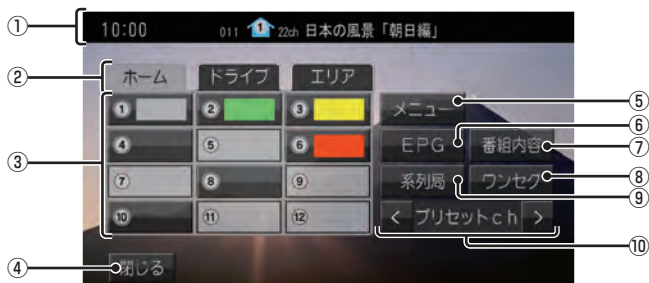 ①
10:00 011 1 22ch 日本の風景「朝日編」
②
ホーム ドライブ エリア
③
① ② ③ メニュー ⑤
④ ⑤ ⑥ EPG 番組内容 ⑥ ⑦
⑦ ⑧ ⑨ 系列局 ワンセグ ⑧ ⑨
⑩ ⑪ ⑫ < プリセットch > ⑩
④ 閉じる